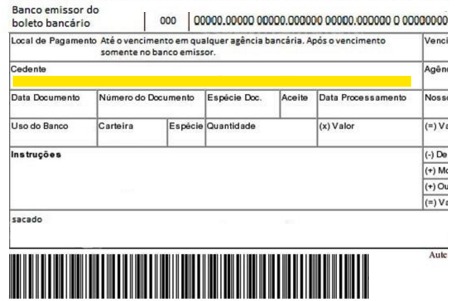 Banco emissor do
boleto bancário
000
00000.00000 00000.000000 00000.000000 0 00000000
Local de Pagamento Até o vencimento em qualquer agência bancária. Após o vencimento
somente no banco emissor.
Venci
Cedente
Agên
Data Documento Número do Documento Espécie Doc. Aceite Data Processamento Noss
Uso do Banco Carteira Espécie Quantidade (x) Valor (=) Va
Instruções
(-) De
(+) Mo
(+) Ou
(=) Va
sacado
Aute